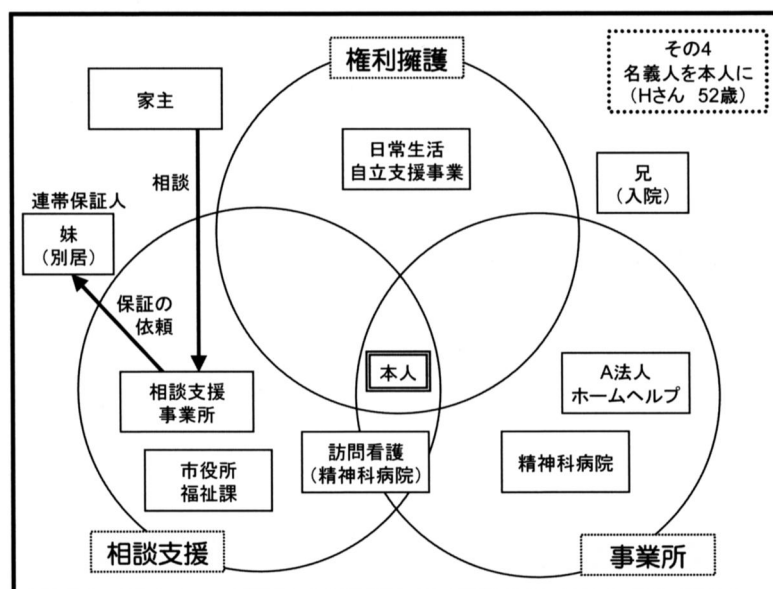 権利擁護
その4
名義人を本人に
(Hさん 52歳)
家主
日常生活
自立支援事業
兄
(入院)
相談
連帯保証人
妹
(別居)
保証の
依頼
本人
相談支援
事業所
A法人
ホームヘルプ
訪問看護
(精神科病院)
精神科病院
市役所
福祉課
相談支援
事業所